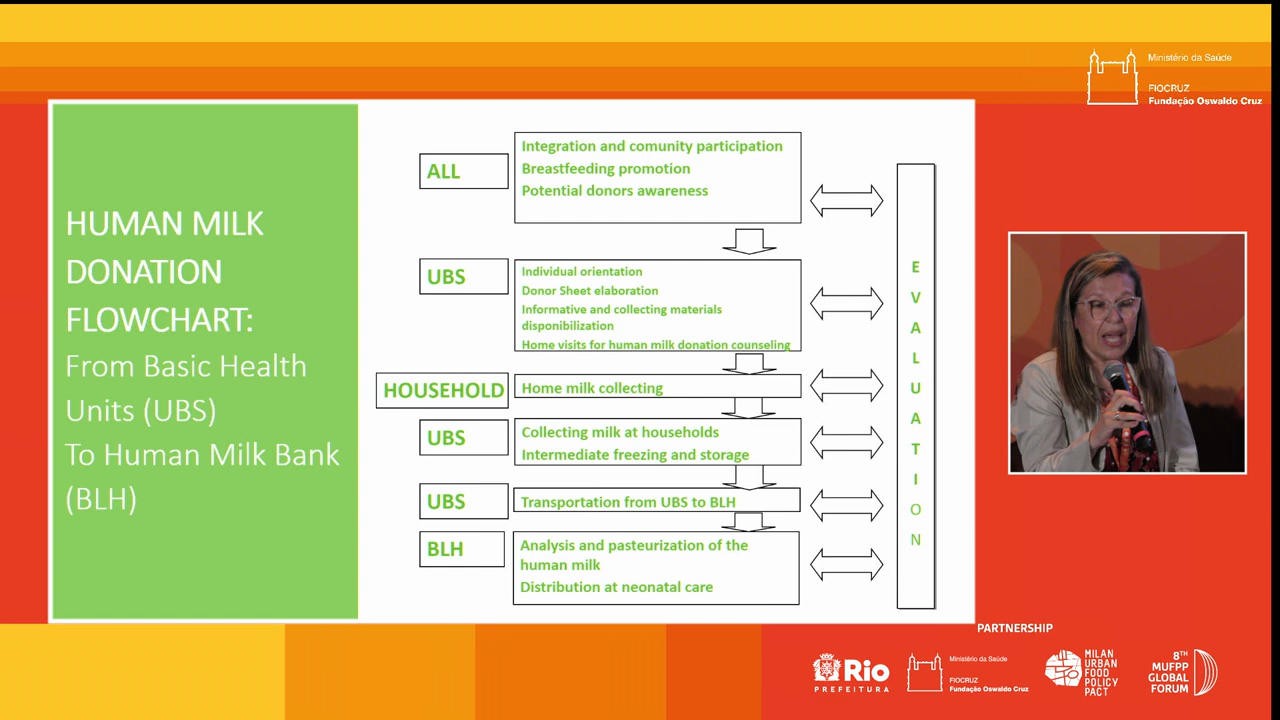 Ministério da Saúde
FIOCRUZ
Fundação Oswaldo Cruz
HUMAN MILK
DONATION
FLOWCHART:
From Basic Health
Units (UBS)
To Human Milk Bank
(BLH)
ALL
Integration and comunity participation
Breastfeeding promotion
Potential donors awareness
UBS
Individual orientation
Donor Sheet elaboration
Informative and collecting materials
disponibilization
Home visits for human milk donation counseling
HOUSEHOLD
Home milk collecting
UBS
Collecting milk at households
Intermediate freezing and storage
UBS
Transportation from UBS to BLH
BLH
Analysis and pasteurization of the
human milk
Distribution at neonatal care
E
V
A
L
U
A
T
I
O
N
PARTNERSHIP
Rio
PREFEITURA
Ministério da Saúde
FIOCRUZ
Fundação Oswaldo Cruz
MILAN
URBAN
FOOD
POLICY
PACT
8TH
MUFPP
GLOBAL
FORUM